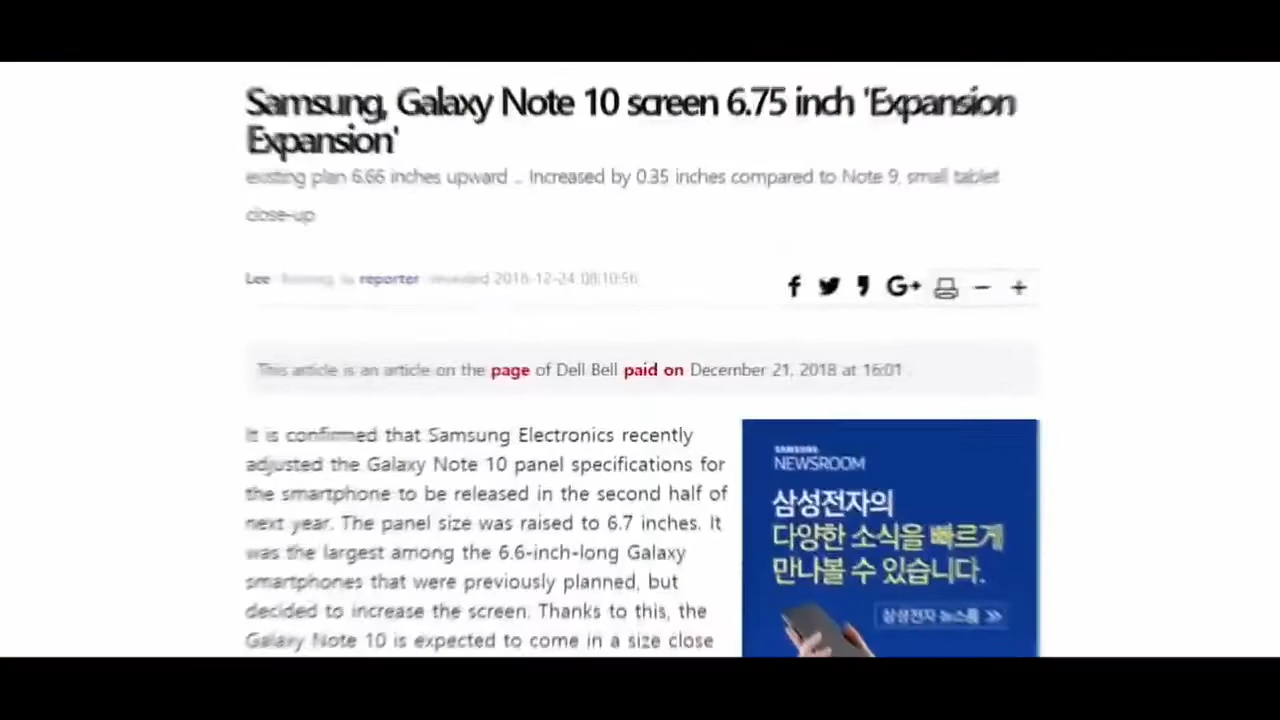 Samsung, Galaxy Note 10 screen 6.75 inch 'Expansion
Expansion'
existing plan 6.66 inches upward .. Increased by 0.35 inches compared to Note 9, small tablet
close-up
Lee reporter revealed 2018-12-24 08:10:56
This article is an article on the page of Dell Bell paid on December 21, 2018 at 16:01 .
It is confirmed that Samsung Electronics recently
adjusted the Galaxy Note 10 panel specifications for
the smartphone to be released in the second half of
next year. The panel size was raised to 6.7 inches. It
was the largest among the 6.6-inch-long Galaxy
smartphones that were previously planned, but
decided to increase the screen. Thanks to this, the
Galaxy Note 10 is expected to come in a size close
SAMSUNG
NEWSROOM
삼성전자의
다양한 소식을 빠르게
만나볼 수 있습니다.
삼성전자 뉴스룸 >>